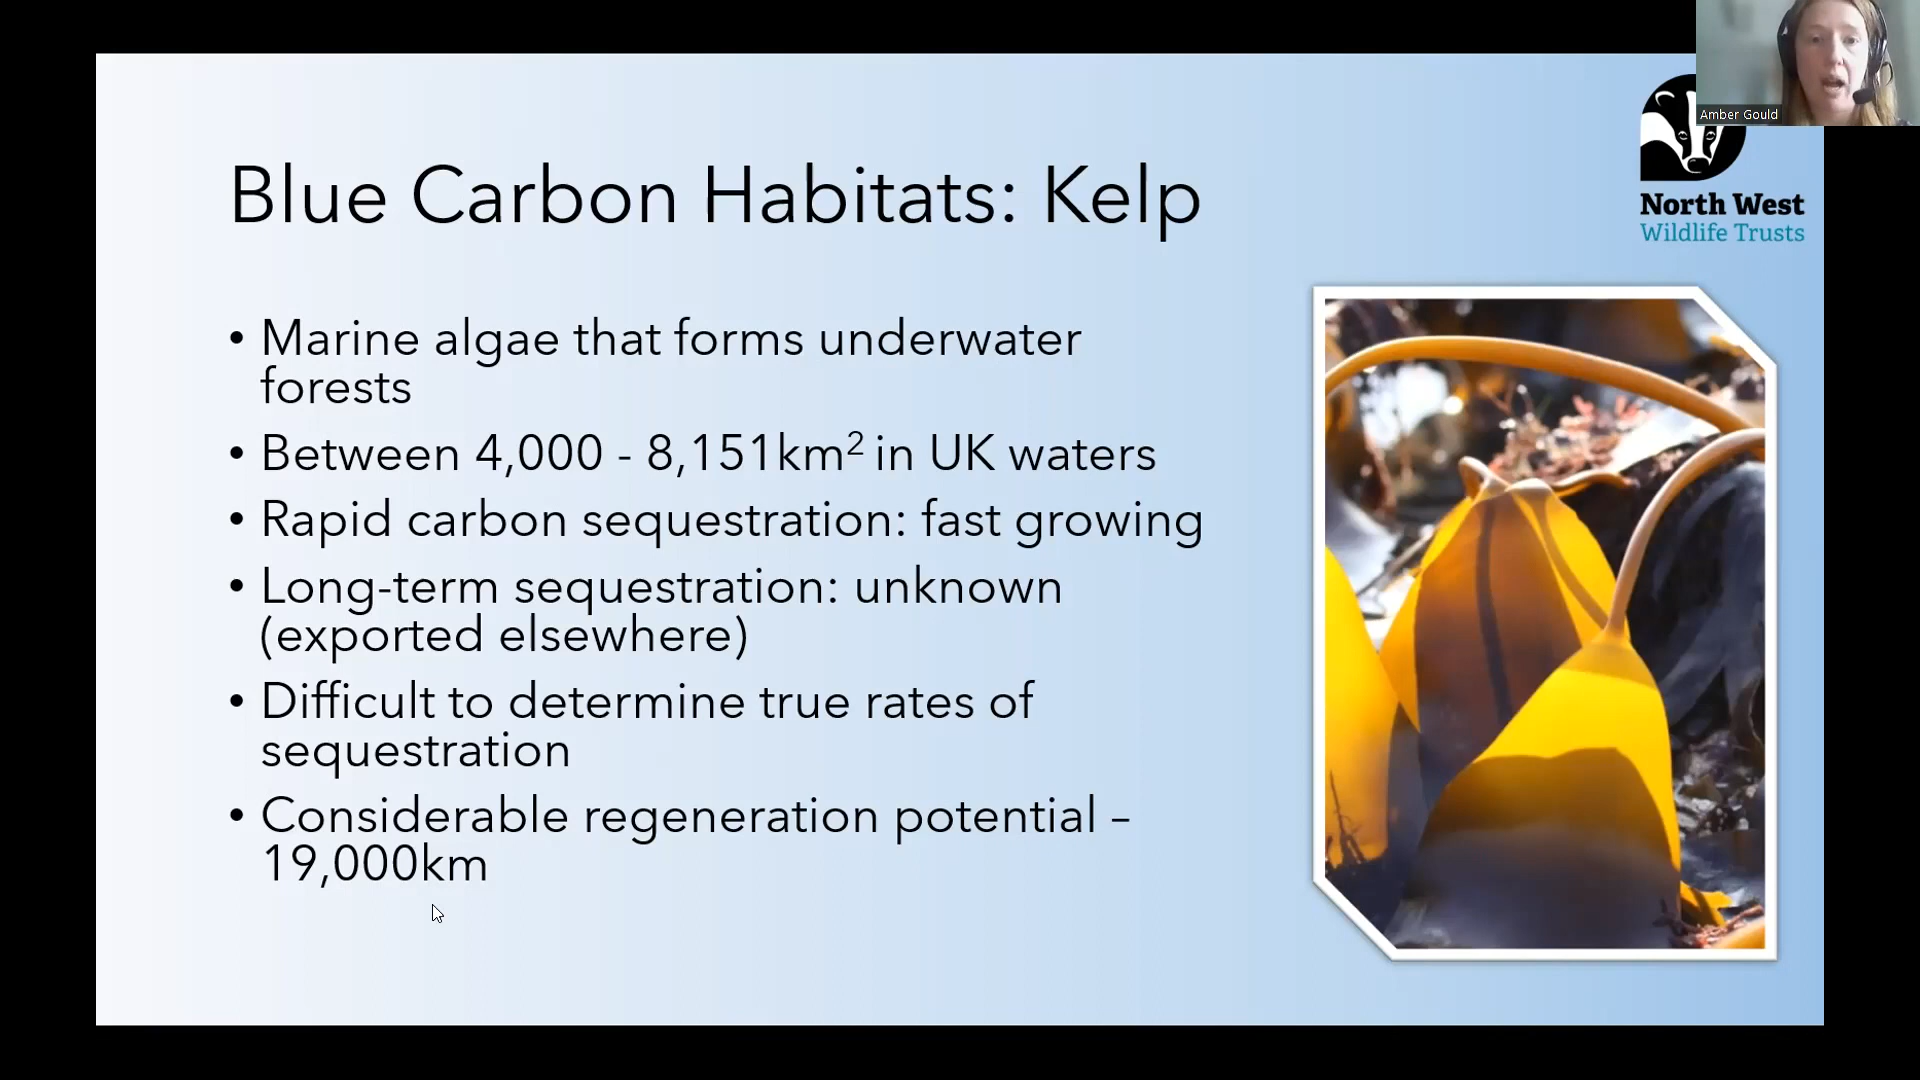 Amber Gould
North West
Wildlife Trusts
Blue Carbon Habitats: Kelp
• Marine algae that forms underwater
forests
• Between 4,000 - 8,151km² in UK waters
• Rapid carbon sequestration: fast growing
• Long-term sequestration: unknown
(exported elsewhere)
• Difficult to determine true rates of
sequestration
• Considerable regeneration potential –
19,000km